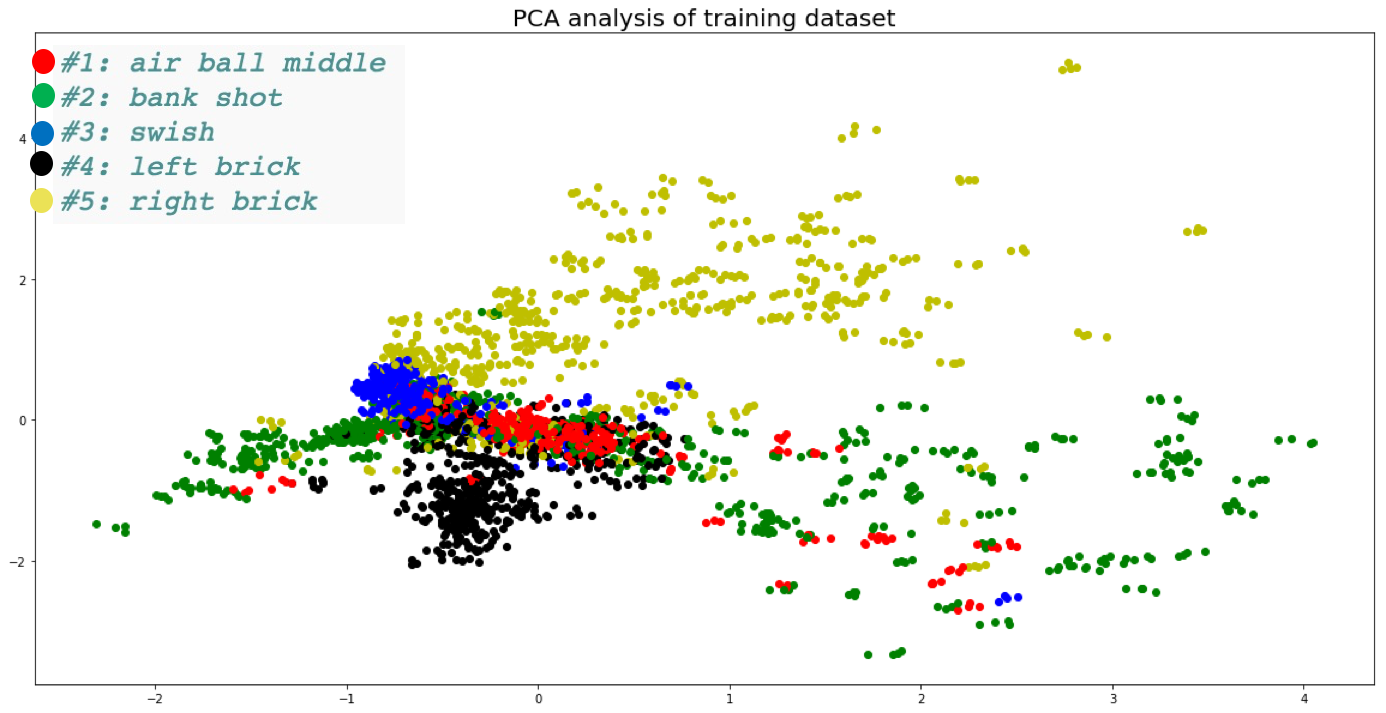 PCA analysis of training dataset
#1: air ball middle
#2: bank shot
#3: swish
#4: left brick
#5: right brick
4
2
0
−2
−2
−1
0
1
2
3
4